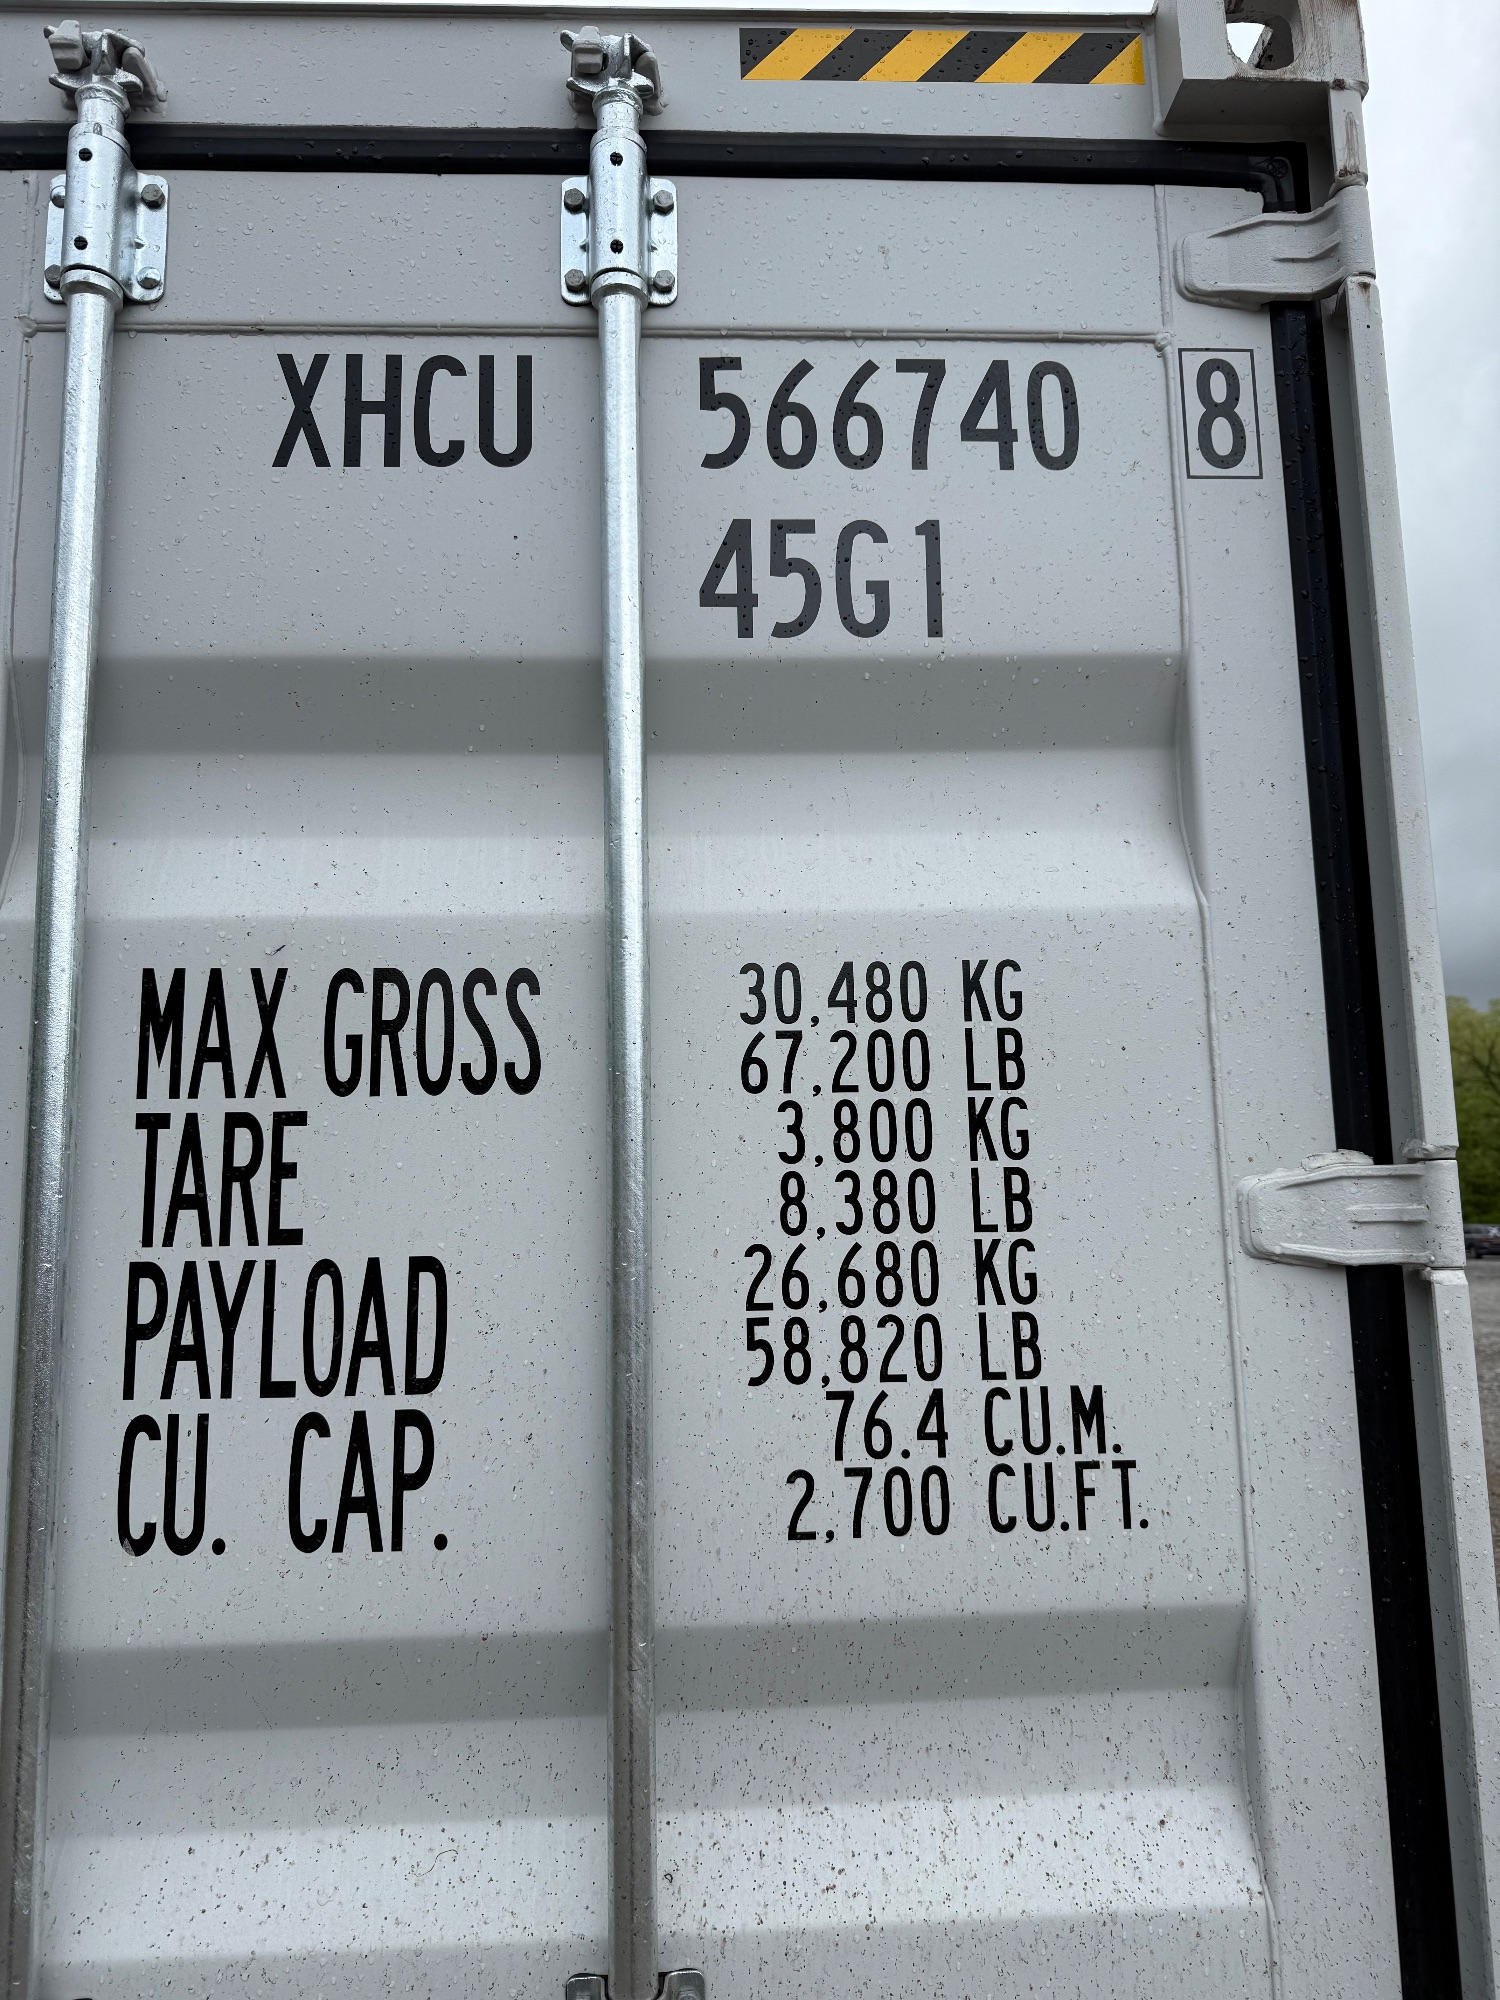 XHCU 566740 8
45G1
MAX GROSS 30,480 KG
67,200 LB
TARE 3,800 KG
8,380 LB
PAYLOAD 26,680 KG
58,820 LB
CU. CAP. 76.4 CU.M.
2,700 CU.FT.